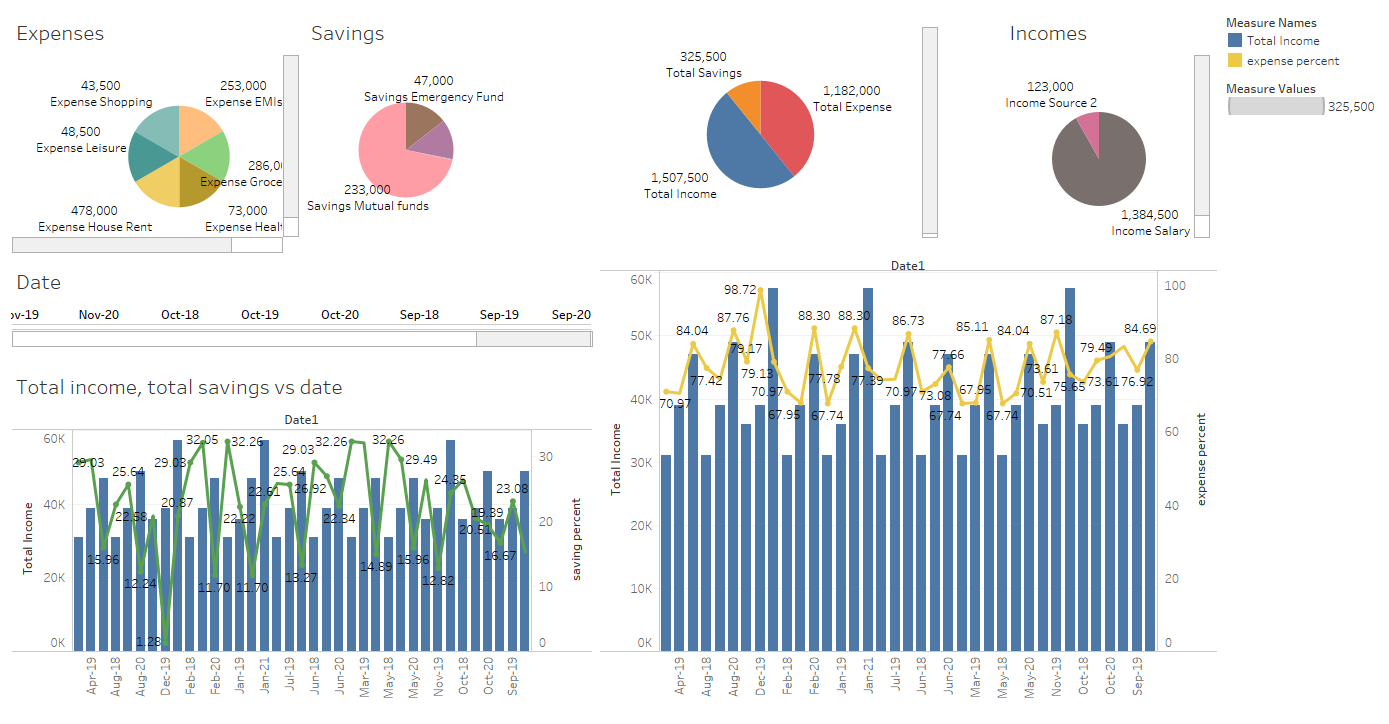 Expenses
Savings
Incomes
Measure Names
Total Income
expense percent
Measure Values
325,500
43,500
Expense Shopping
253,000
Expense EMIs
48,500
Expense Leisure
Expense Groce
478,000
Expense House Rent
73,000
47,000
Savings Emergency Fund
233,000
Savings Mutual funds
325,500
Total Savings
1,182,000
Total Expense
1,507,500
Total Income
123,000
Income Source 2
1,384,500
Income Salary
Date
Nov-20 Oct-18 Oct-19 Oct-20 Sep-18 Sep-19 Sep-20
Total income, total savings vs date
Date1
60K
40K
20K
0K
Total Income
30
20
10
0
saving percent
29.03
15.96
25.64
22.58
12.24
1.28
20.87
29.03
32.05
11.70
32.26
22.22
11.70
22.61
25.64
13.27
29.03
26.92
22.34
32.26
14.89
32.26
15.96
29.49
12.82
24.35
20.51
19.39
16.67
23.08
Apr-19
Aug-18
Aug-20
Dec-19
Feb-18
Feb-20
Jan-19
Jan-21
Jul-19
Jun-18
Jun-20
Mar-19
May-18
May-20
Nov-19
Oct-18
Oct-20
Sep-19
Date1
60K
50K
40K
30K
20K
10K
0K
Total Income
100
80
60
40
20
0
expense percent
70.97
84.04
77.42
87.76
79.17
79.13
98.72
70.97
67.95
88.30
77.78
67.74
88.30
77.39
70.97
86.73
73.08
77.66
67.74
67.95
85.11
67.74
84.04
70.51
73.61
87.18
75.65
79.49
73.61
76.92
84.69
Apr-19
Aug-18
Aug-20
Dec-19
Feb-18
Feb-20
Jan-19
Jan-21
Jul-19
Jun-18
Jun-20
Mar-19
May-18
May-20
Nov-19
Oct-18
Oct-20
Sep-19